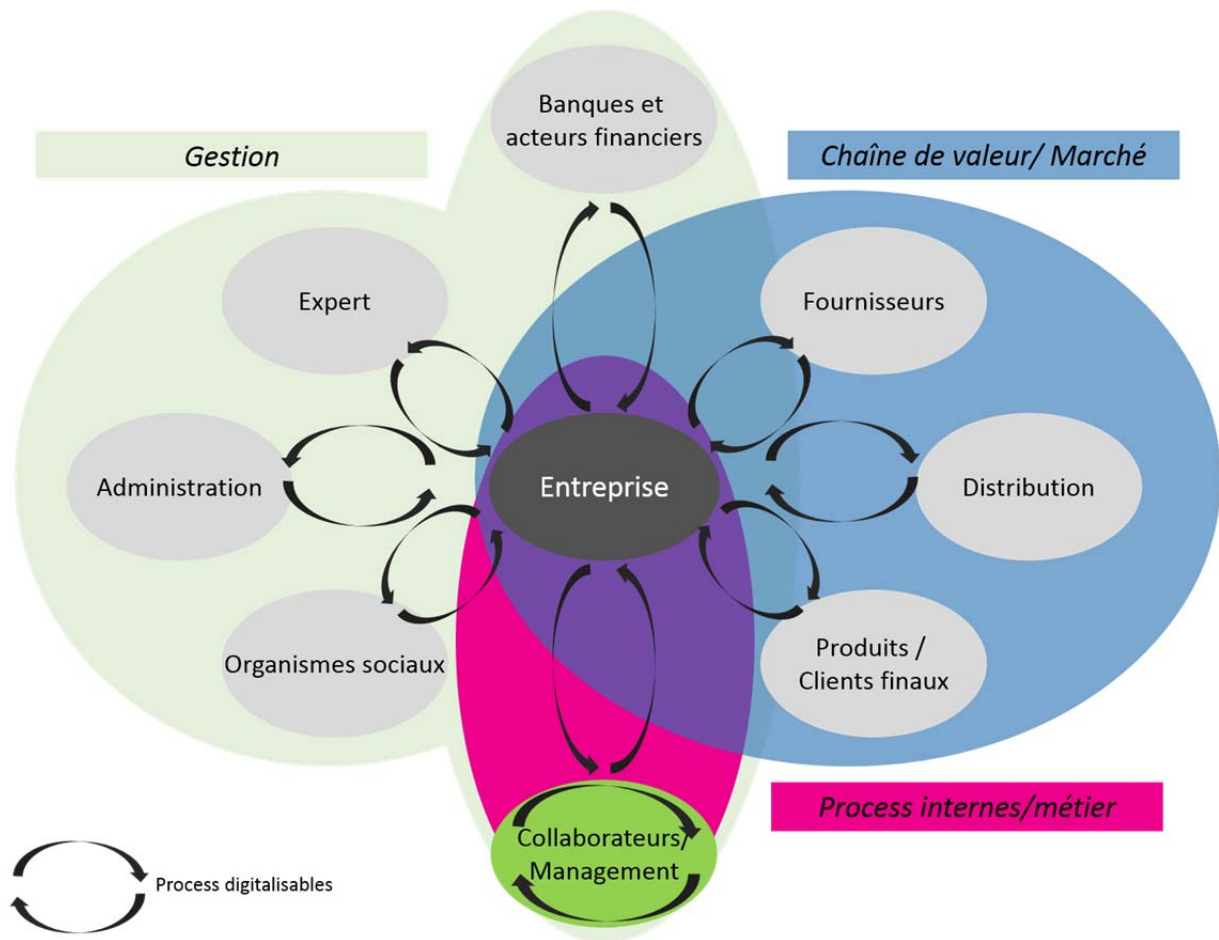 Banques et
acteurs financiers
Gestion
Chaîne de valeur/ Marché
Expert
Fournisseurs
Administration
Entreprise
Distribution
Organismes sociaux
Produits /
Clients finaux
Process internes/métier
Collaborateurs/
Management
Process digitalisables